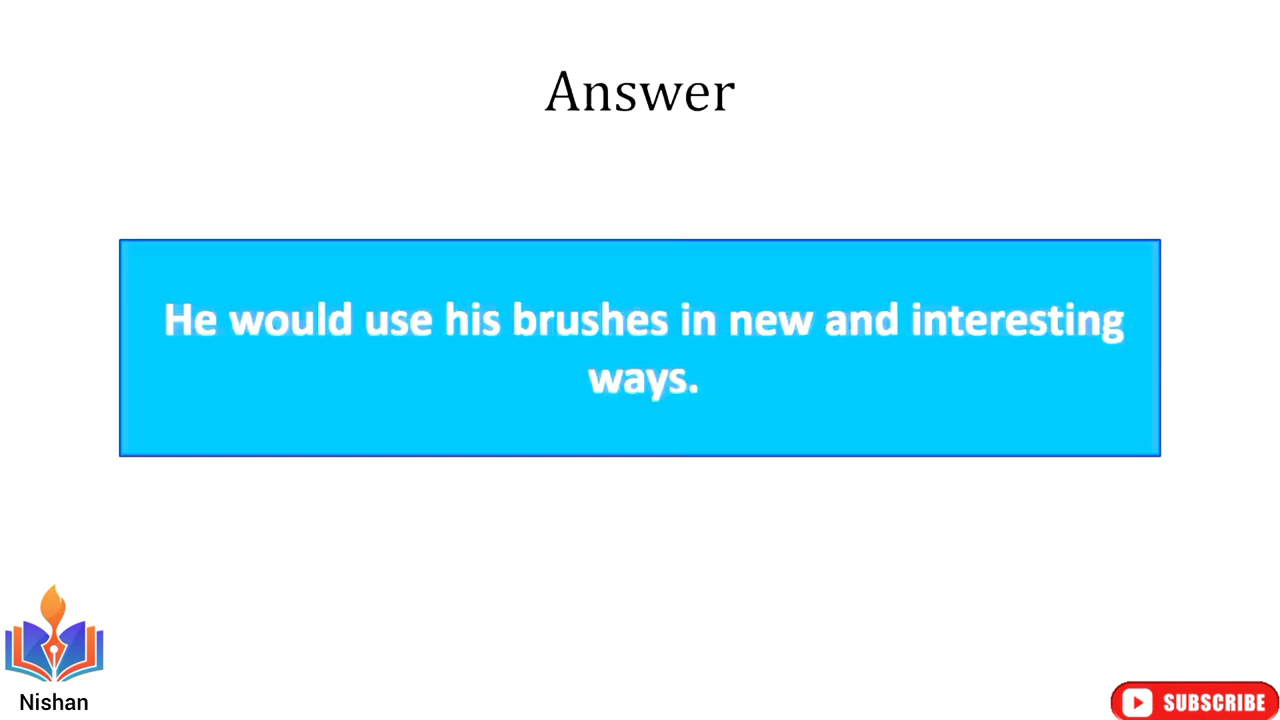 Answer
He would use his brushes in new and interesting
ways.
Nishan
SUBSCRIBE